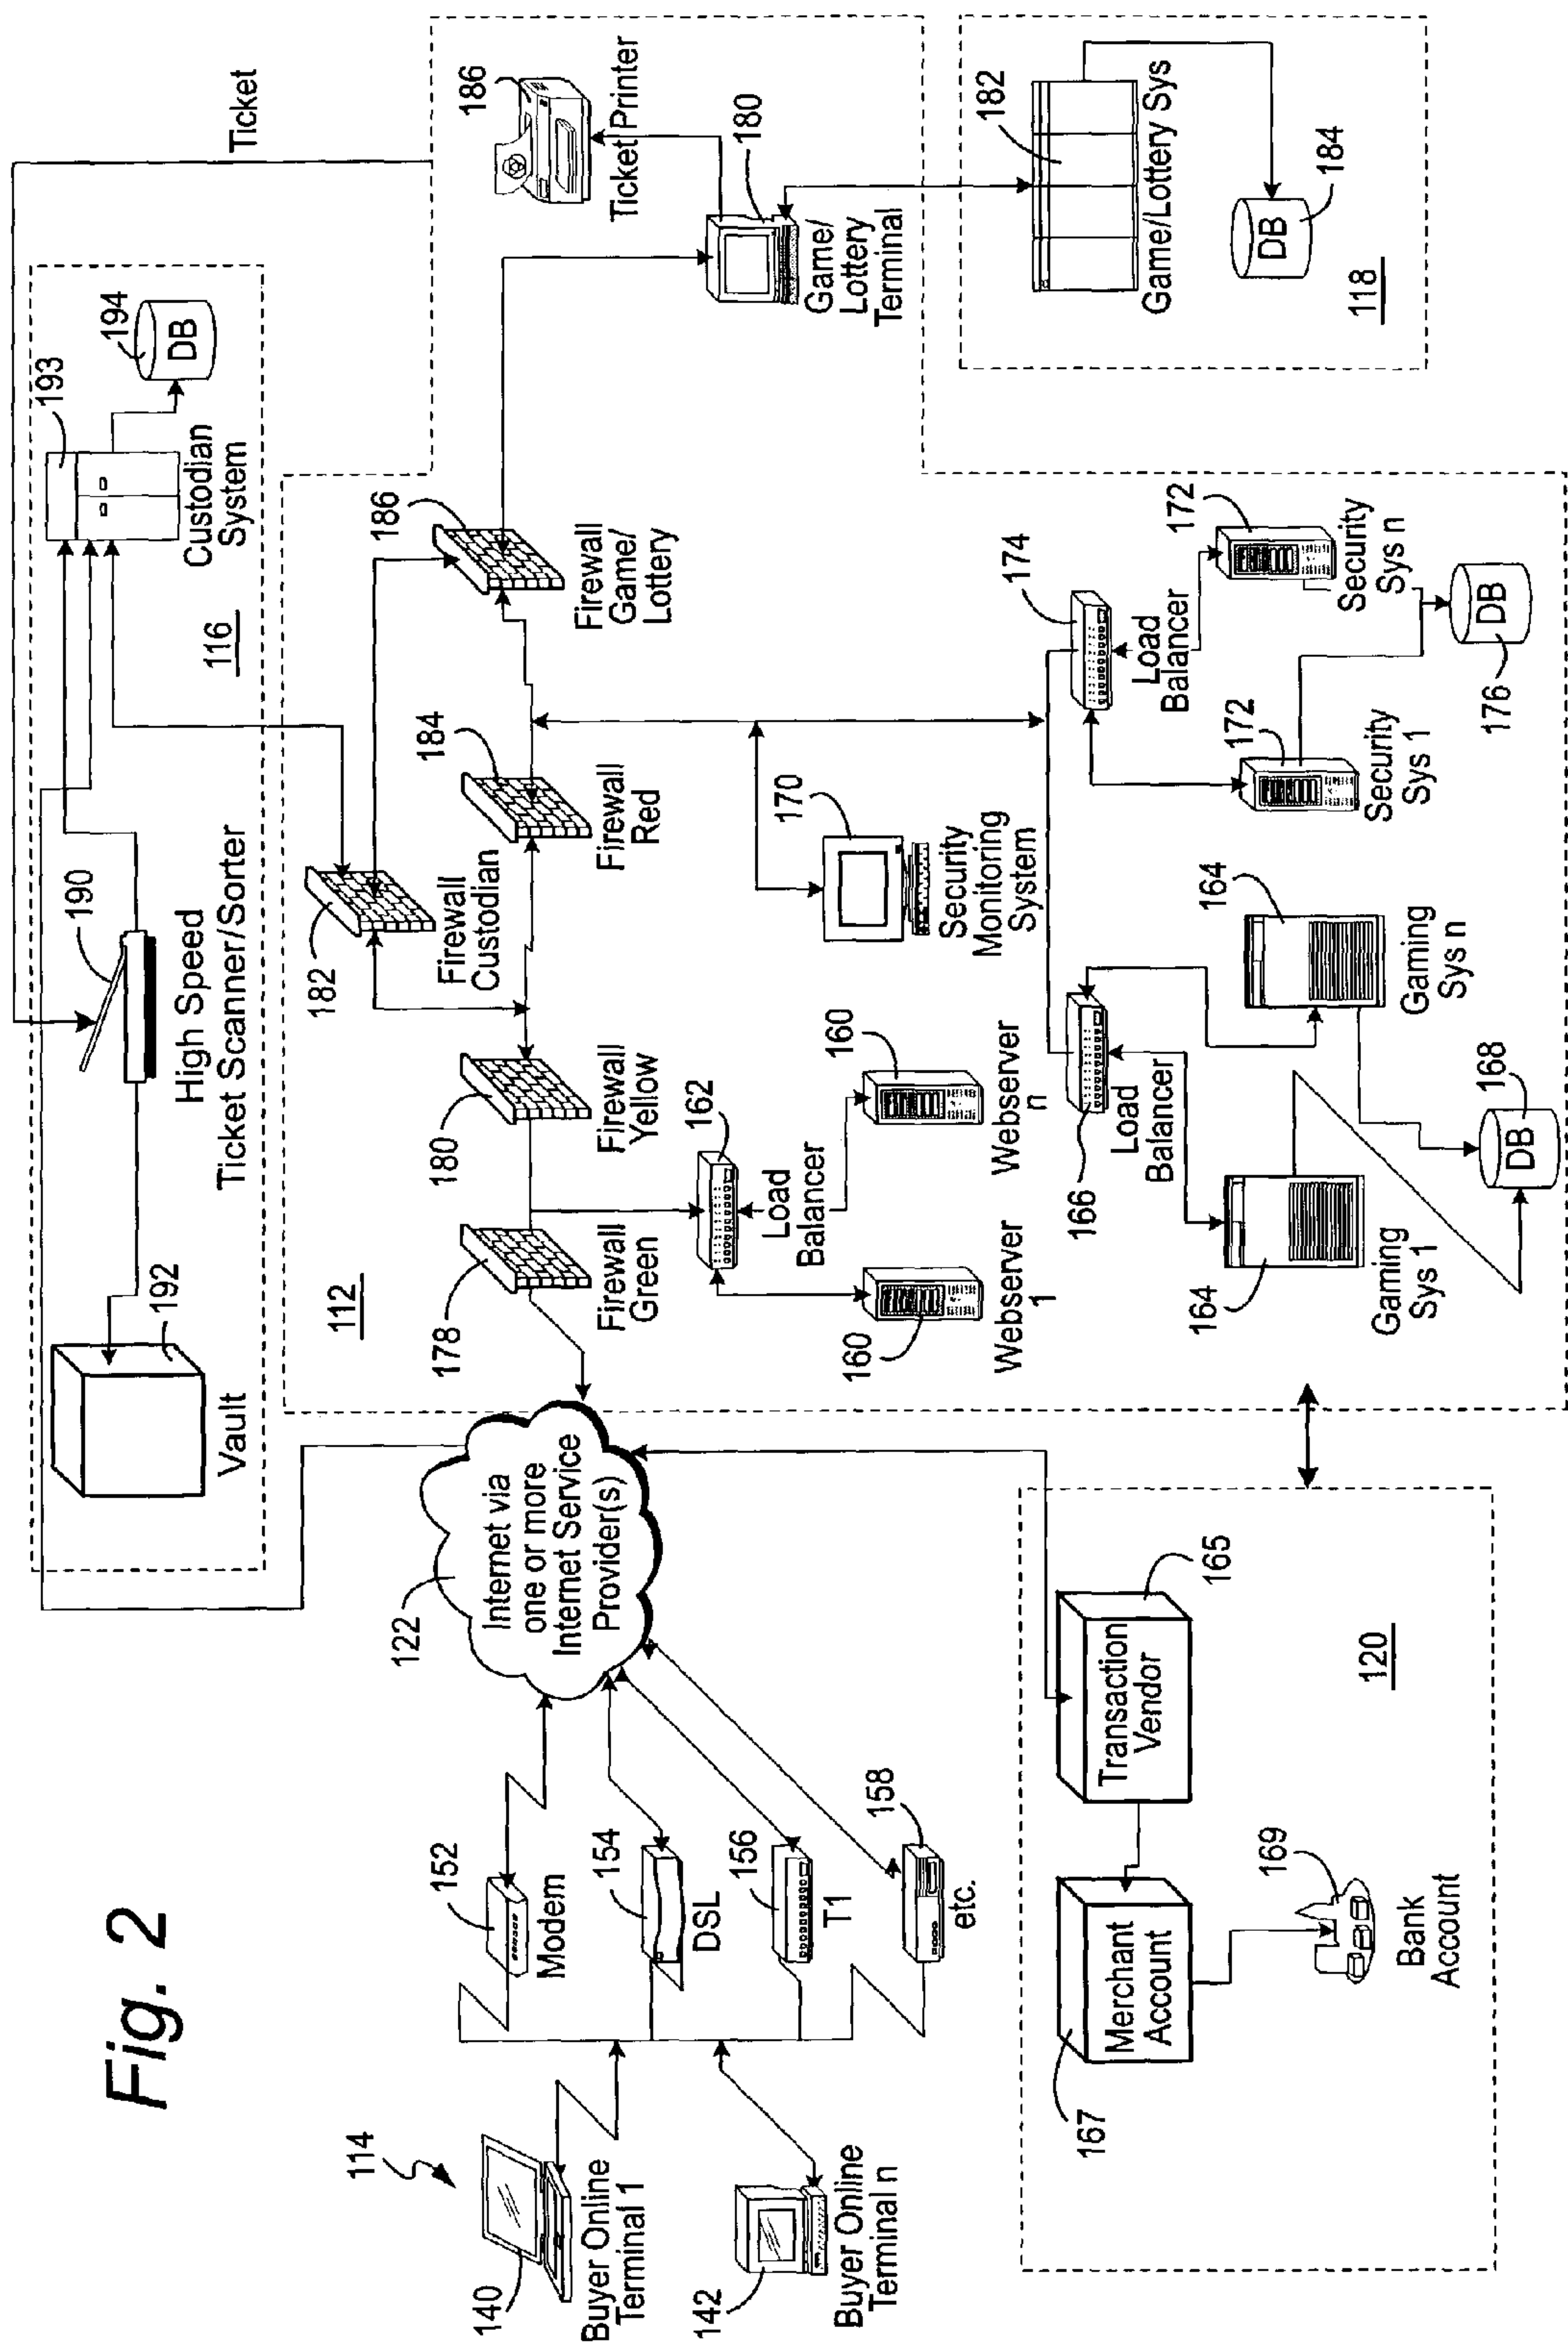 Fig. 2
114
140
Buyer Online
Terminal 1
142
Buyer Online
Terminal n
152
Modem
154
DSL
156
T1
158
etc.
122
Internet via
one or more
Internet Service
Provider(s)
167
Merchant
Account
Transaction
Vendor
165
169
Bank
Account
120
192
Vault
190
High Speed
Ticket Scanner/Sorter
116
193
Custodian
System
194
DB
Ticket
112
178
Firewall
Green
180
Firewall
Yellow
182
Firewall
Custodian
184
Firewall
Red
186
Firewall
Game/
Lottery
162
Load
Balancer
160
Webserver
1
160
Webserver
n
170
Security
Monitoring
System
166
Load
Balancer
164
Gaming
Sys 1
164
Gaming
Sys n
168
DB
174
Load
Balancer
172
Security
Sys 1
172
Security
Sys n
176
DB
186
Ticket Printer
180
Game/
Lottery
Terminal
182
Game/Lottery Sys
184
DB
118